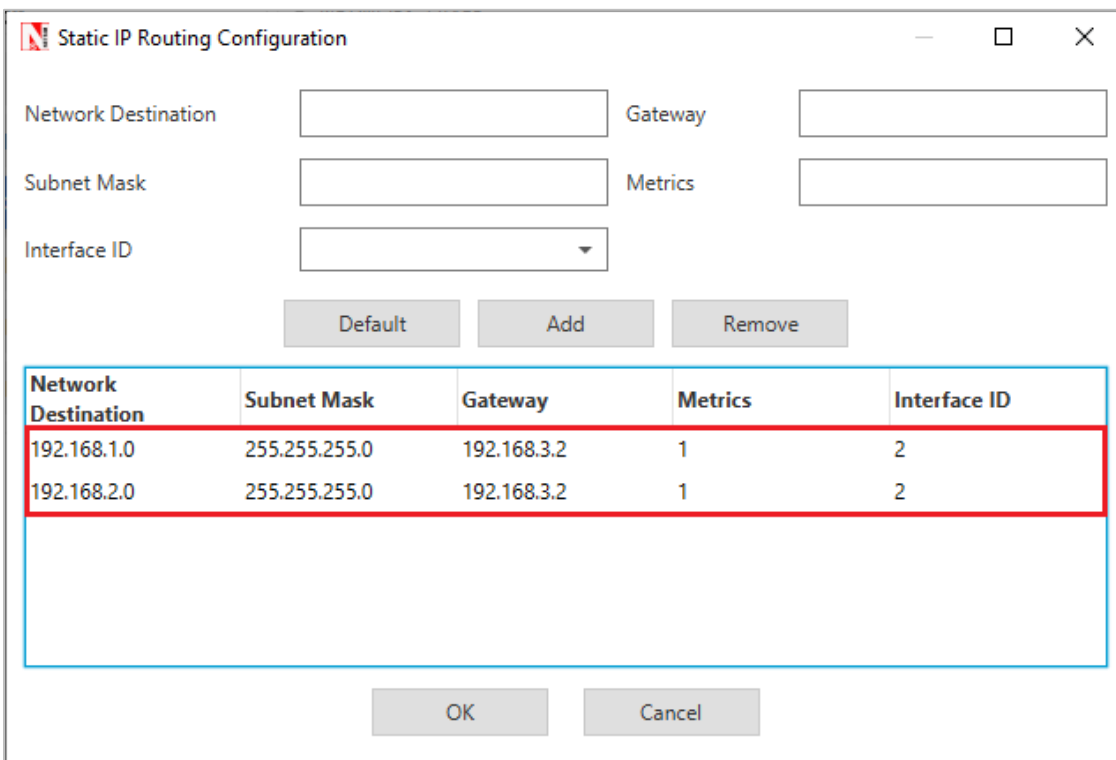 Static IP Routing Configuration
Network Destination
Gateway
Subnet Mask
Metrics
Interface ID
Default Add Remove
Network Destination Subnet Mask Gateway Metrics Interface ID
192.168.1.0 255.255.255.0 192.168.3.2 1 2
192.168.2.0 255.255.255.0 192.168.3.2 1 2
OK Cancel